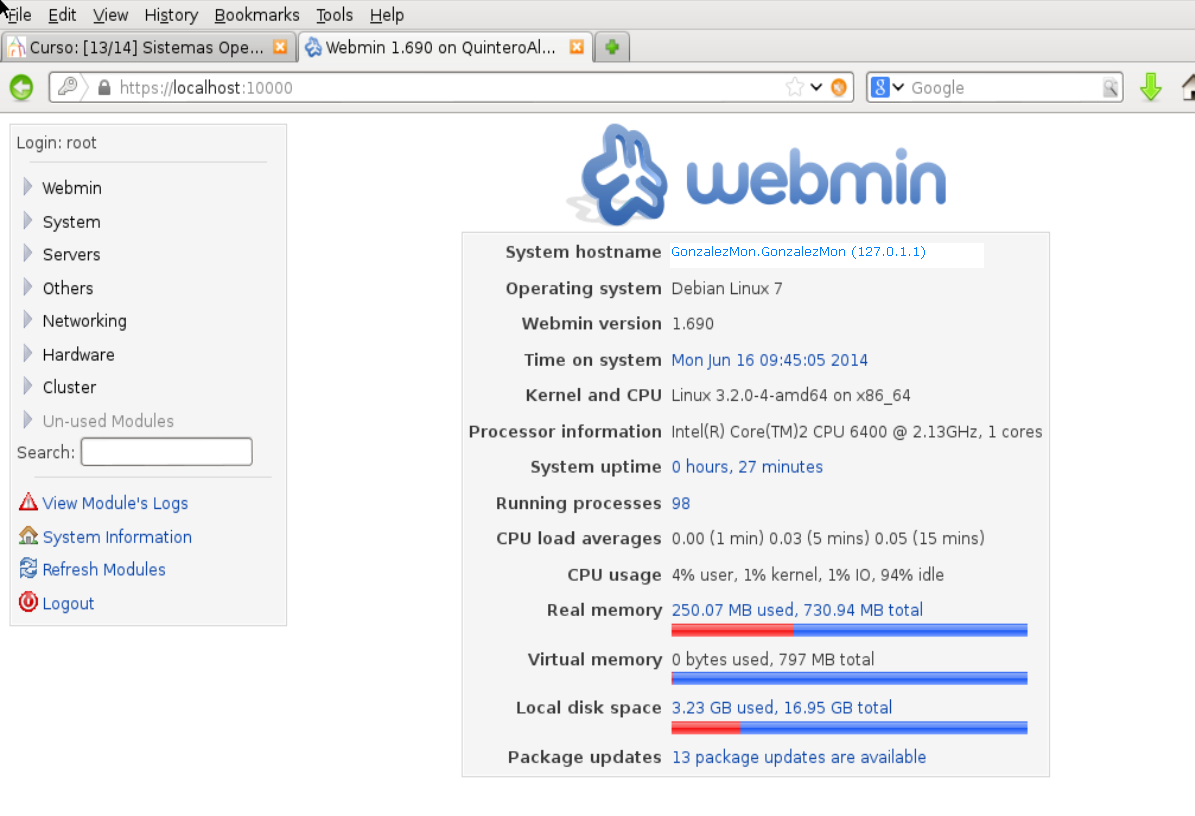 File Edit View History Bookmarks Tools Help
Curso: [13/14] Sistemas Ope... Webmin 1.690 on QuinteroAl...
https://localhost:10000 Google
Login: root
Webmin
System
Servers
Others
Networking
Hardware
Cluster
Un-used Modules
Search:
View Module's Logs
System Information
Refresh Modules
Logout
webmin
System hostname GonzalezMon.GonzalezMon (127.0.1.1)
Operating system Debian Linux 7
Webmin version 1.690
Time on system Mon Jun 16 09:45:05 2014
Kernel and CPU Linux 3.2.0-4-amd64 on x86_64
Processor information Intel(R) Core(TM)2 CPU 6400 @ 2.13GHz, 1 cores
System uptime 0 hours, 27 minutes
Running processes 98
CPU load averages 0.00 (1 min) 0.03 (5 mins) 0.05 (15 mins)
CPU usage 4% user, 1% kernel, 1% IO, 94% idle
Real memory 250.07 MB used, 730.94 MB total
Virtual memory 0 bytes used, 797 MB total
Local disk space 3.23 GB used, 16.95 GB total
Package updates 13 package updates are available